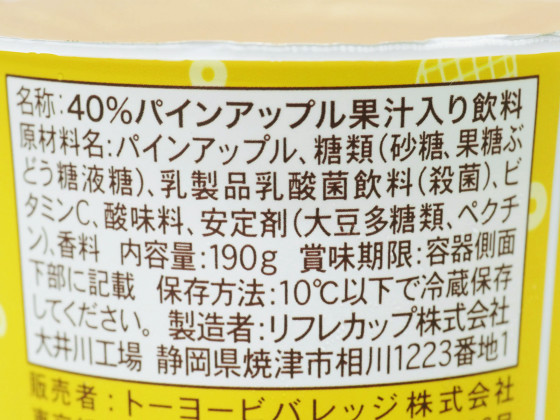 名称:40%パインアップル果汁入り飲料
原材料名:パインアップル、糖類(砂糖、果糖ぶ
どう糖液糖)、乳製品乳酸菌飲料(殺菌)、ビ
タミンC、酸味料、安定剤(大豆多糖類、ペクチ
ン)、香料 内容量:190g 賞味期限:容器側面
下部に記載 保存方法:10℃以下で冷蔵保存
してください。製造者:リフレカップ株式会社
大井川工場 静岡県焼津市相川1223番地1
販売者:トーヨービバレッジ株式会社